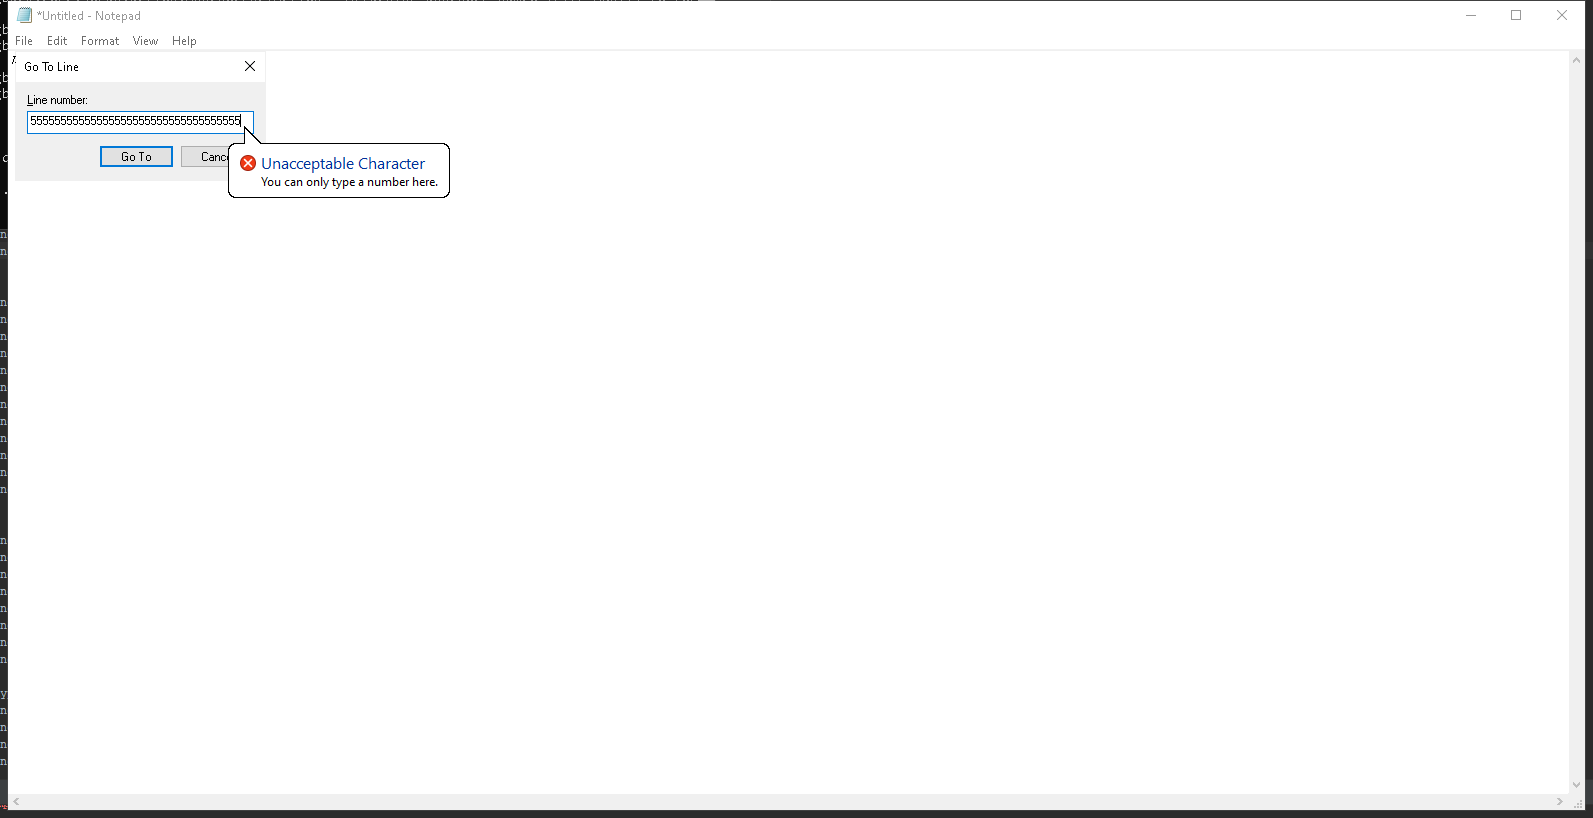 *Untitled - Notepad
File Edit Format View Help
Go To Line
Line number:
55555555555555555555555555555555555
Go To
Unacceptable Character
You can only type a number here.